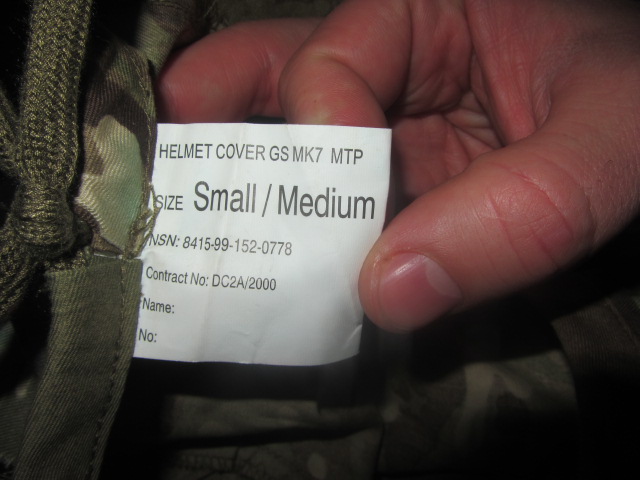 HELMET COVER GS MK7 MTP
SIZE Small / Medium
NSN: 8415-99-152-0778
Contract No: DC2A/2000
Name:
No: